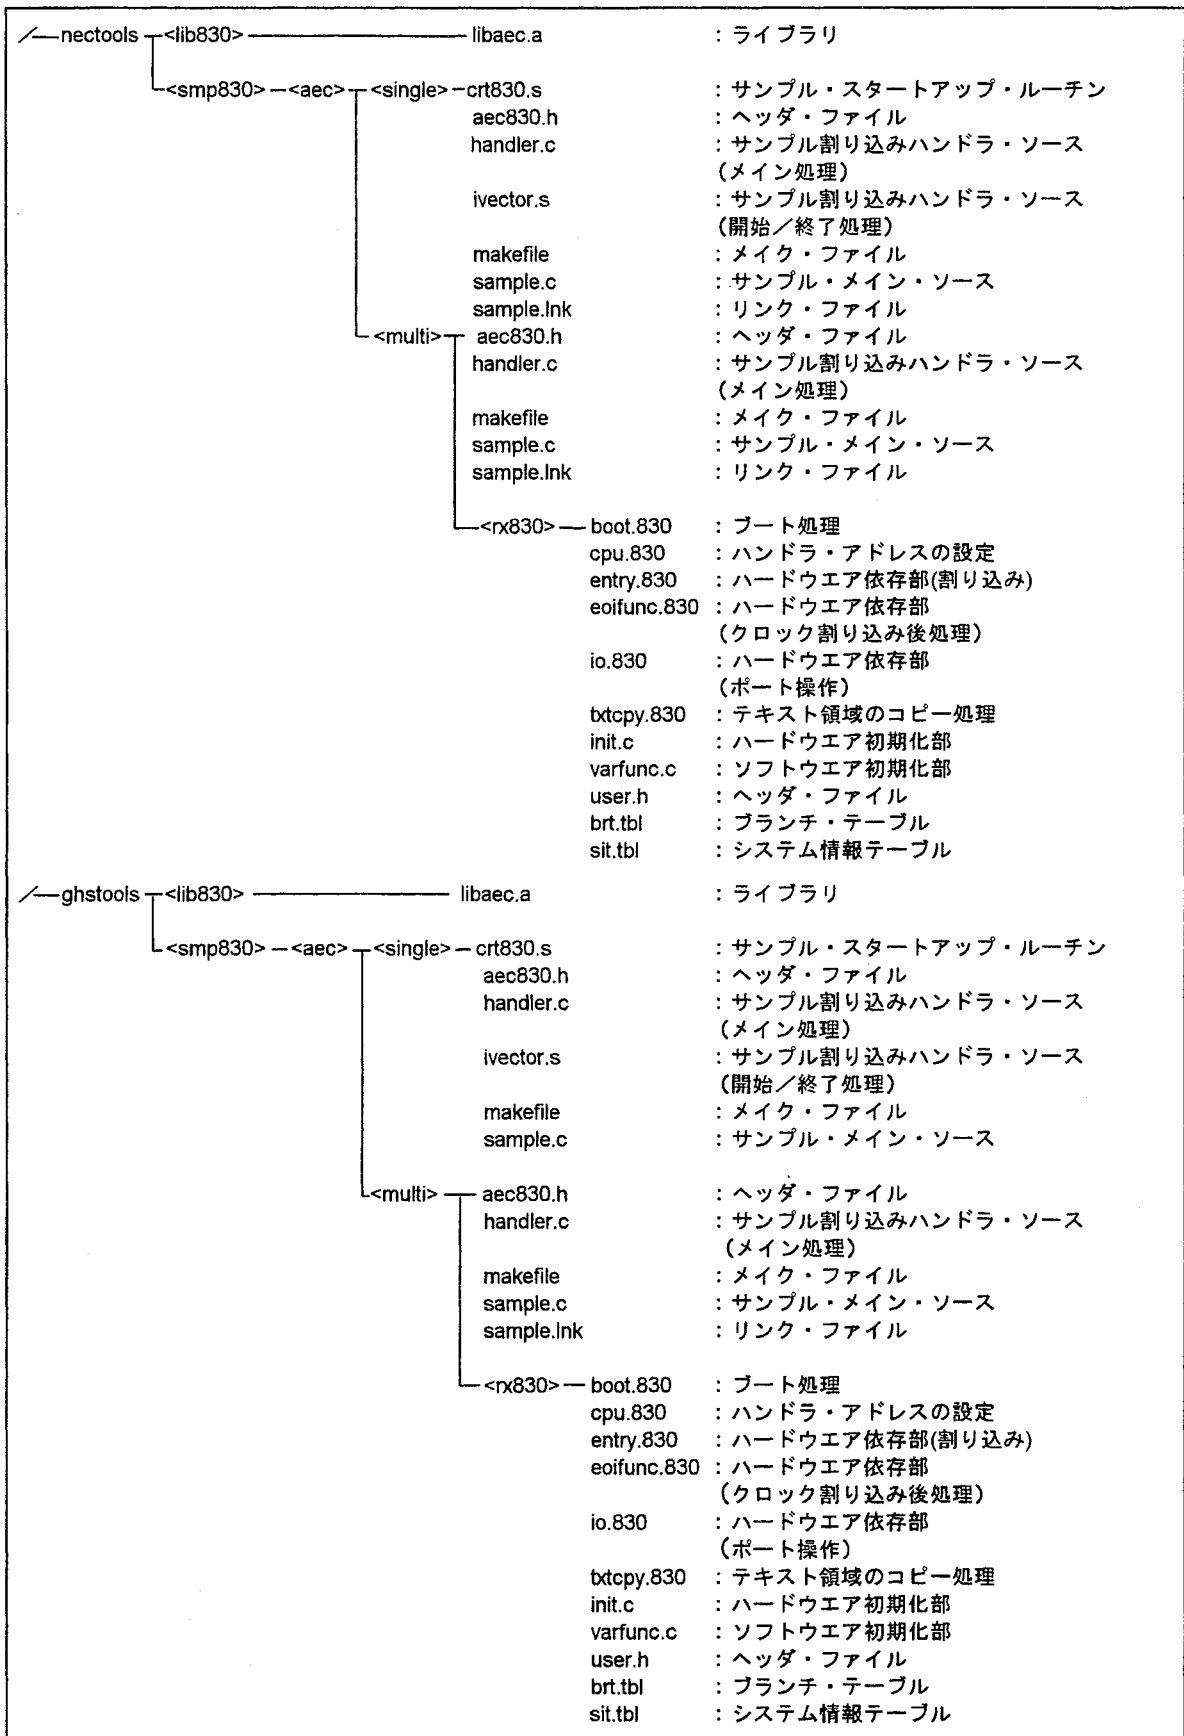 / nectools <lib830> libaec.a : ライブラリ
<smp830> <aec> <single> crt830.s : サンプル・スタートアップ・ルーチン
aec830.h : ヘッダ・ファイル
handler.c : サンプル割り込みハンドラ・ソース
(メイン処理)
ivector.s : サンプル割り込みハンドラ・ソース
(開始／終了処理)
makefile : メイク・ファイル
sample.c : サンプル・メイン・ソース
sample.lnk : リンク・ファイル
<multi> aec830.h : ヘッダ・ファイル
handler.c : サンプル割り込みハンドラ・ソース
(メイン処理)
makefile : メイク・ファイル
sample.c : サンプル・メイン・ソース
sample.lnk : リンク・ファイル
<rx830> boot.830 : ブート処理
cpu.830 : ハンドラ・アドレスの設定
entry.830 : ハードウエア依存部(割り込み)
eoifunc.830 : ハードウエア依存部
(クロック割り込み後処理)
io.830 : ハードウエア依存部
(ポート操作)
txtcpy.830 : テキスト領域のコピー処理
init.c : ハードウエア初期化部
varfunc.c : ソフトウエア初期化部
user.h : ヘッダ・ファイル
brt.tbl : ブランチ・テーブル
sit.tbl : システム情報テーブル
/ ghstools <lib830> libaec.a : ライブラリ
<smp830> <aec> <single> crt830.s : サンプル・スタートアップ・ルーチン
aec830.h : ヘッダ・ファイル
handler.c : サンプル割り込みハンドラ・ソース
(メイン処理)
ivector.s : サンプル割り込みハンドラ・ソース
(開始／終了処理)
makefile : メイク・ファイル
sample.c : サンプル・メイン・ソース
<multi> aec830.h : ヘッダ・ファイル
handler.c : サンプル割り込みハンドラ・ソース
(メイン処理)
makefile : メイク・ファイル
sample.c : サンプル・メイン・ソース
sample.lnk : リンク・ファイル
<rx830> boot.830 : ブート処理
cpu.830 : ハンドラ・アドレスの設定
entry.830 : ハードウエア依存部(割り込み)
eoifunc.830 : ハードウエア依存部
(クロック割り込み後処理)
io.830 : ハードウエア依存部
(ポート操作)
txtcpy.830 : テキスト領域のコピー処理
init.c : ハードウエア初期化部
varfunc.c : ソフトウエア初期化部
user.h : ヘッダ・ファイル
brt.tbl : ブランチ・テーブル
sit.tbl : システム情報テーブル